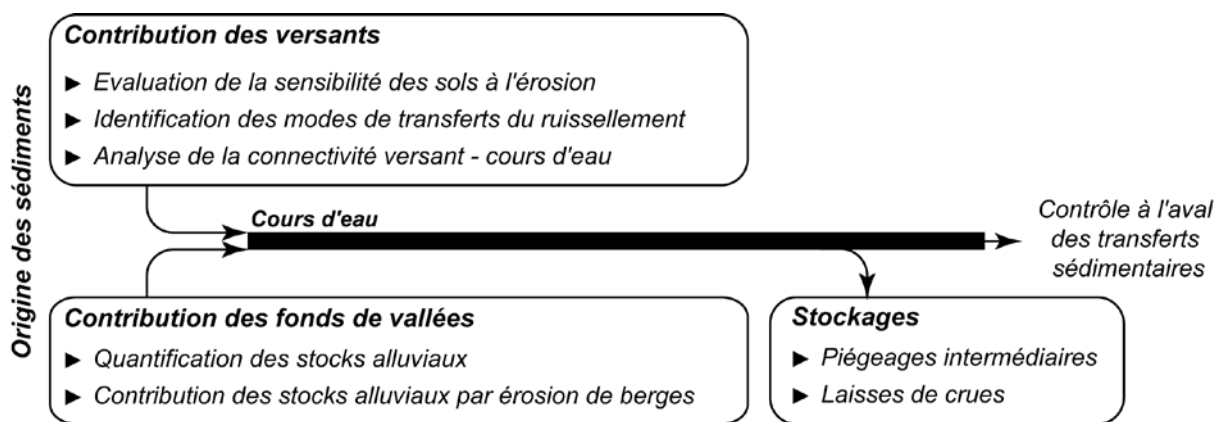 Origine des sédiments
Contribution des versants
► Evaluation de la sensibilité des sols à l'érosion
► Identification des modes de transferts du ruissellement
► Analyse de la connectivité versant - cours d'eau
Cours d'eau
Contrôle à l'aval
des transferts
sédimentaires
Contribution des fonds de vallées
► Quantification des stocks alluviaux
► Contribution des stocks alluviaux par érosion de berges
Stockages
► Piégeages intermédiaires
► Laisses de crues